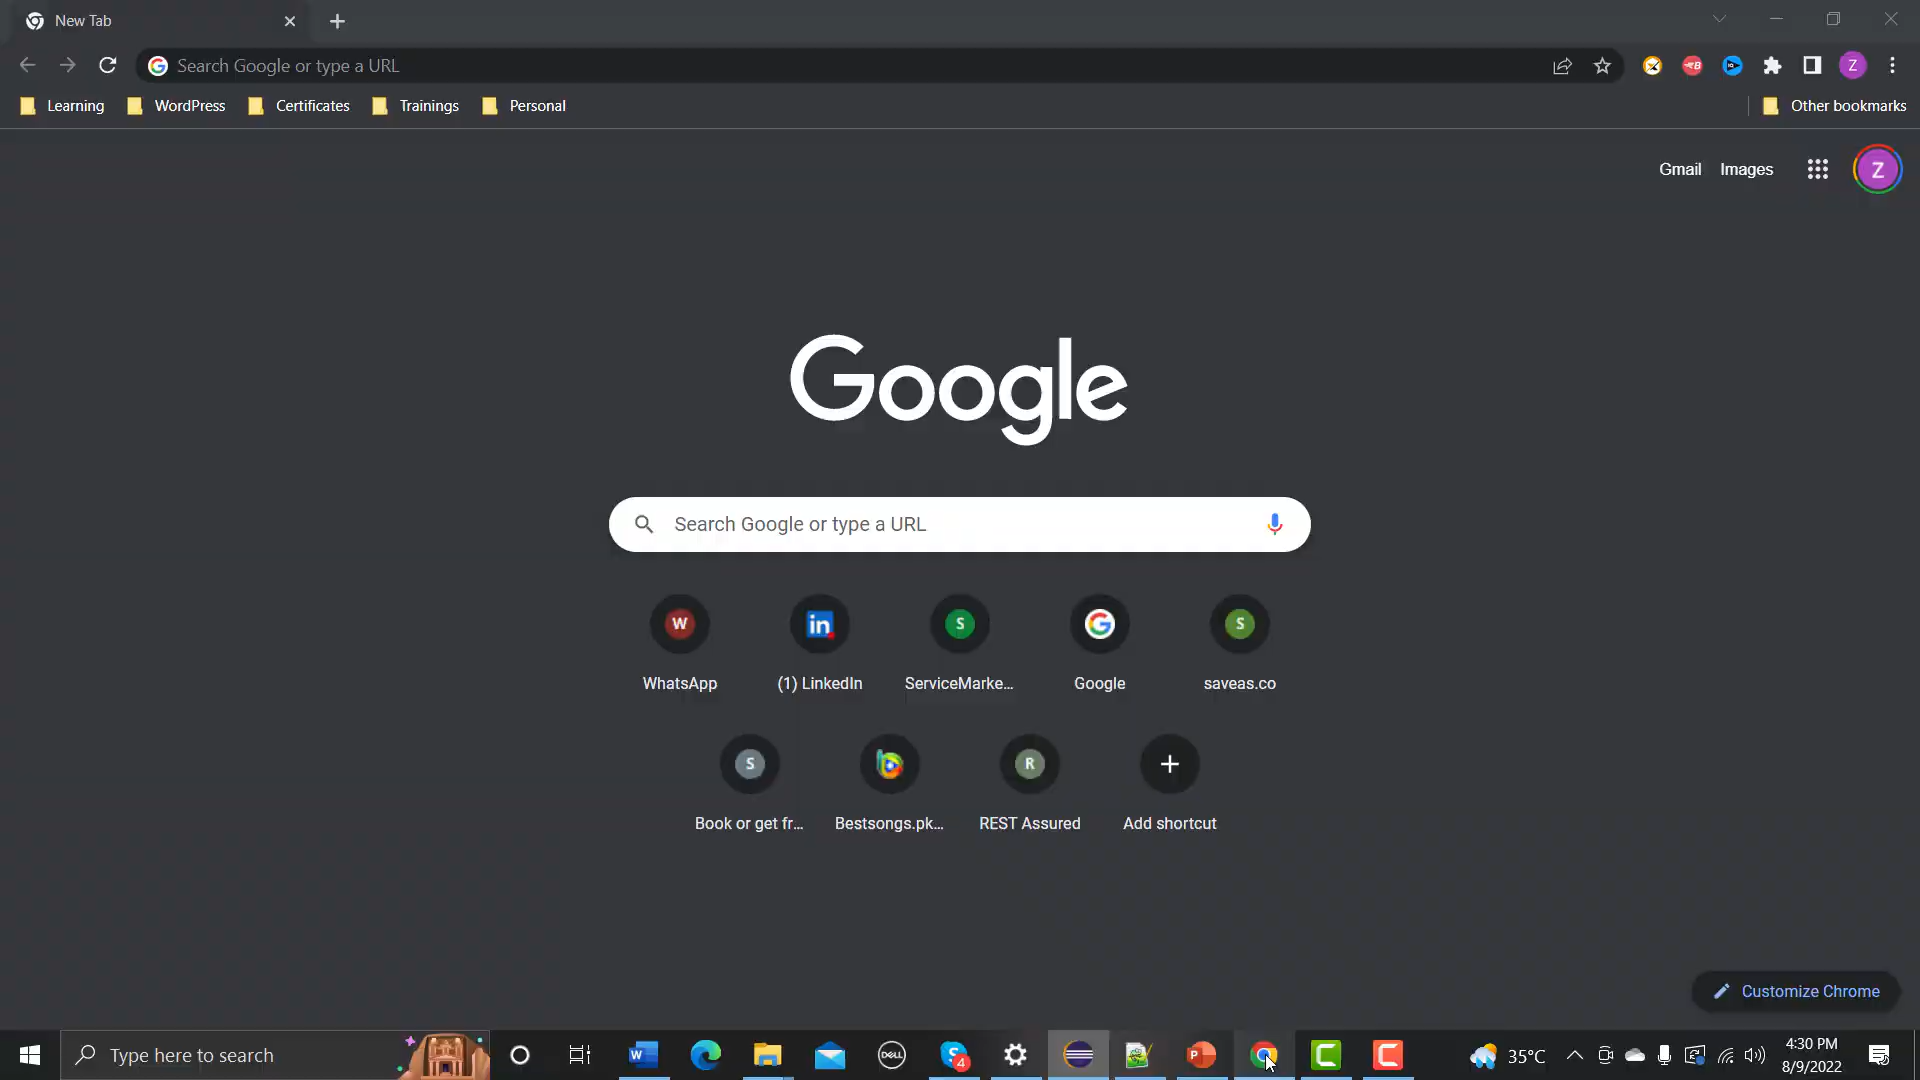 New Tab
Search Google or type a URL
Learning
WordPress
Certificates
Trainings
Personal
Other bookmarks
Gmail
Images
Z
Z
Google
Search Google or type a URL
W
in
S
G
S
WhatsApp
(1) LinkedIn
ServiceMarke...
Google
saveas.co
S
R
Book or get fr...
Bestsongs.pk...
REST Assured
Add shortcut
Customize Chrome
Type here to search
W
DELL
S
4
P
C
C
35°C
4:30 PM
8/9/2022